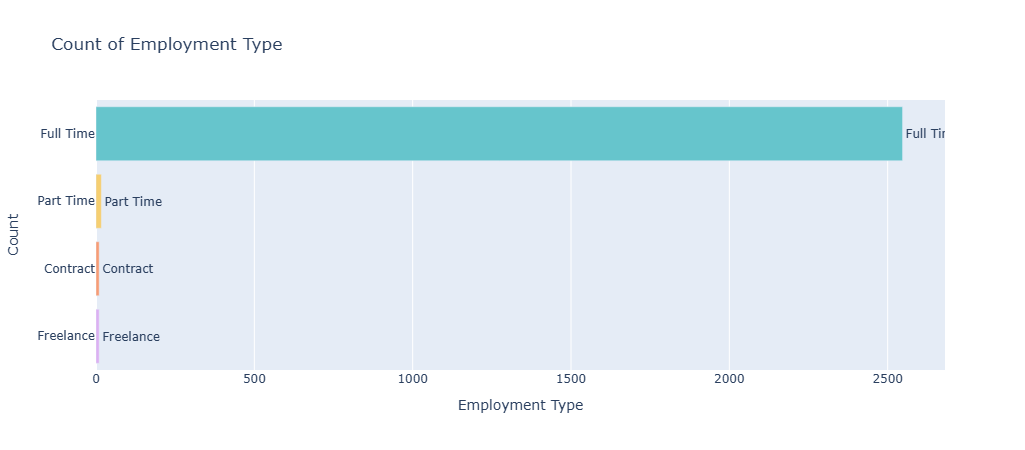 Count of Employment Type
Full Time
Full Tir
Part Time
Part Time
Count
Contract
Contract
Freelance
Freelance
0 500 1000 1500 2000 2500
Employment Type